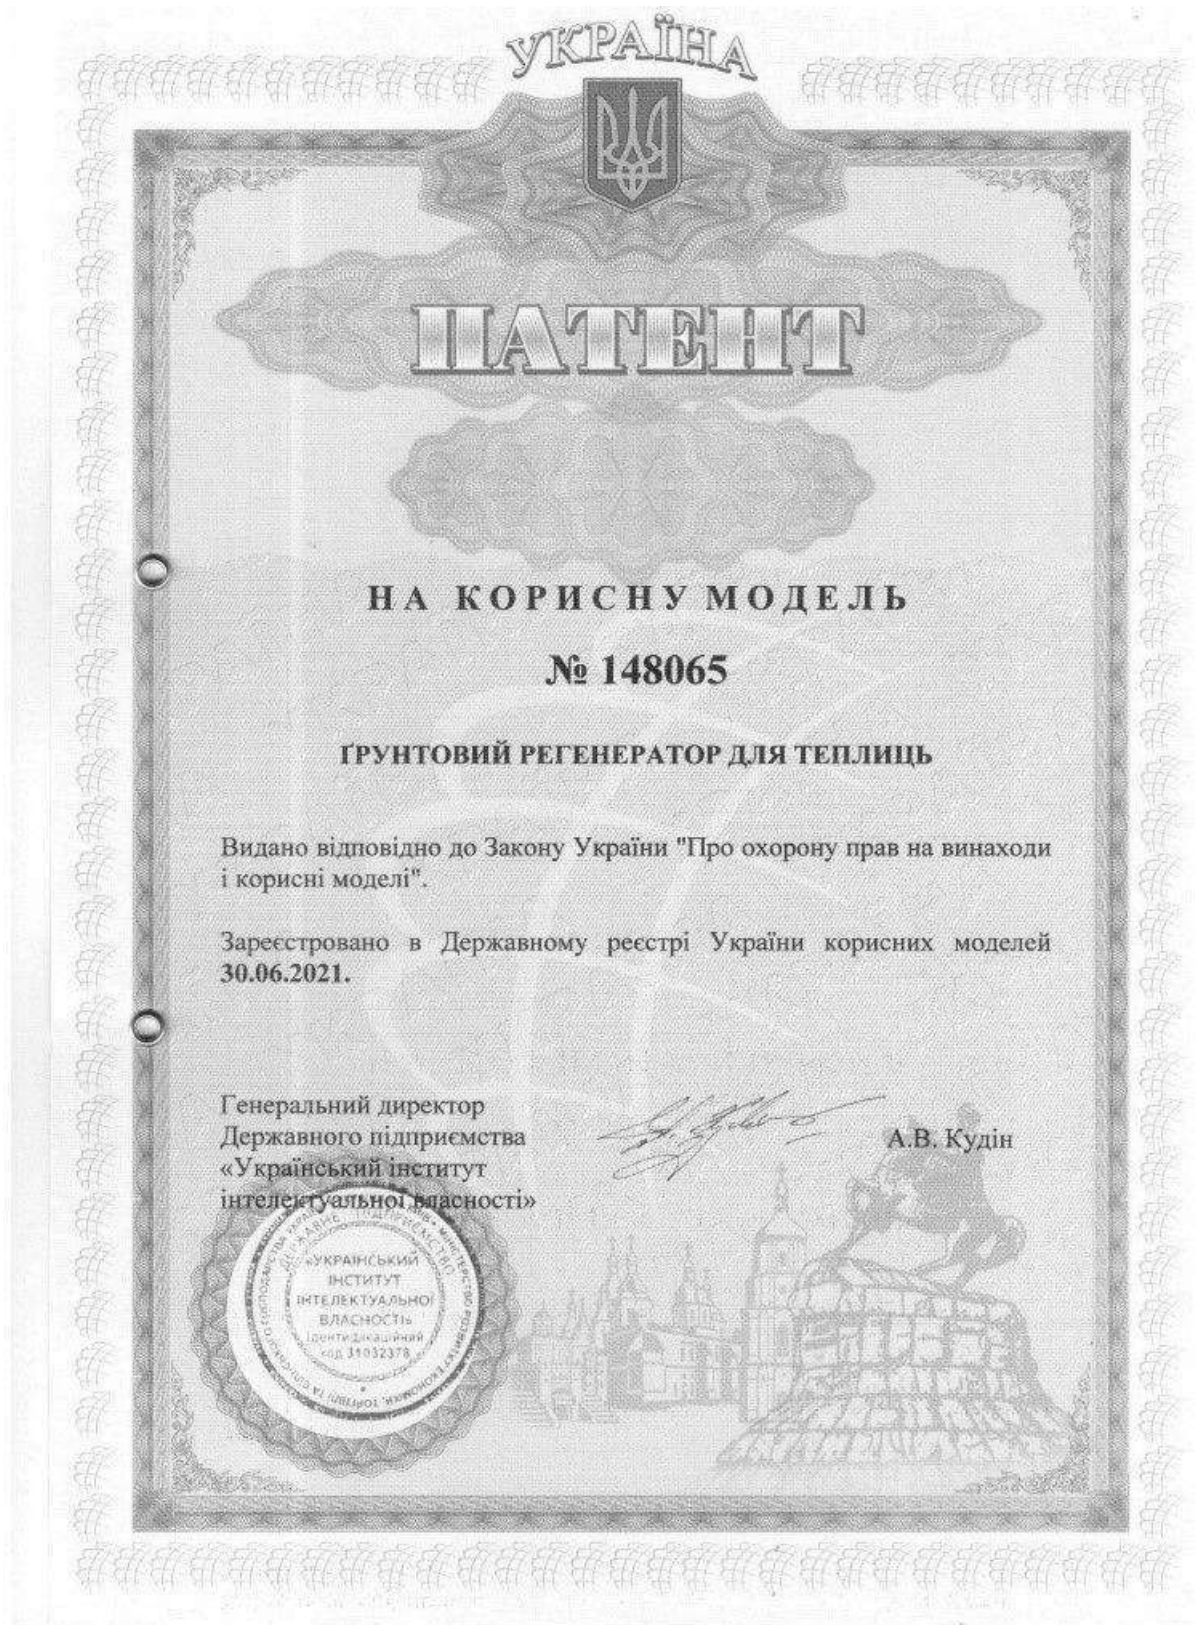 УКРАЇНА
ПАТЕНТ
НА КОРИСНУ МОДЕЛЬ
№ 148065
ҐРУНТОВИЙ РЕГЕНЕРАТОР ДЛЯ ТЕПЛИЦЬ
Видано відповідно до Закону України "Про охорону прав на винаходи
і корисні моделі".
Зареєстровано в Державному реєстрі України корисних моделей
30.06.2021.
Генеральний директор
Державного підприємства
«Український інститут
інтелектуальної власності»
А.В. Кудін
ДЕРЖАВНЕ ПІДПРИЄМСТВО
«УКРАЇНСЬКИЙ
ІНСТИТУТ
ІНТЕЛЕКТУАЛЬНОЇ
ВЛАСНОСТІ»
Ідентифікаційний
код 31032378